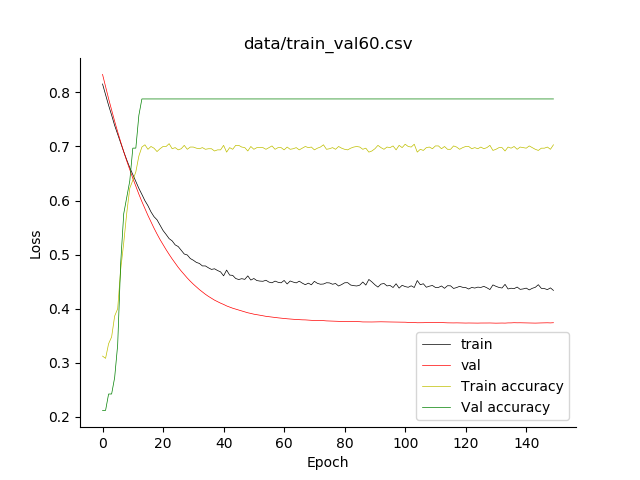 data/train_val60.csv
Loss
0.8
0.7
0.6
0.5
0.4
0.3
0.2
0 20 40 60 80 100 120 140
Epoch
train
val
Train accuracy
Val accuracy